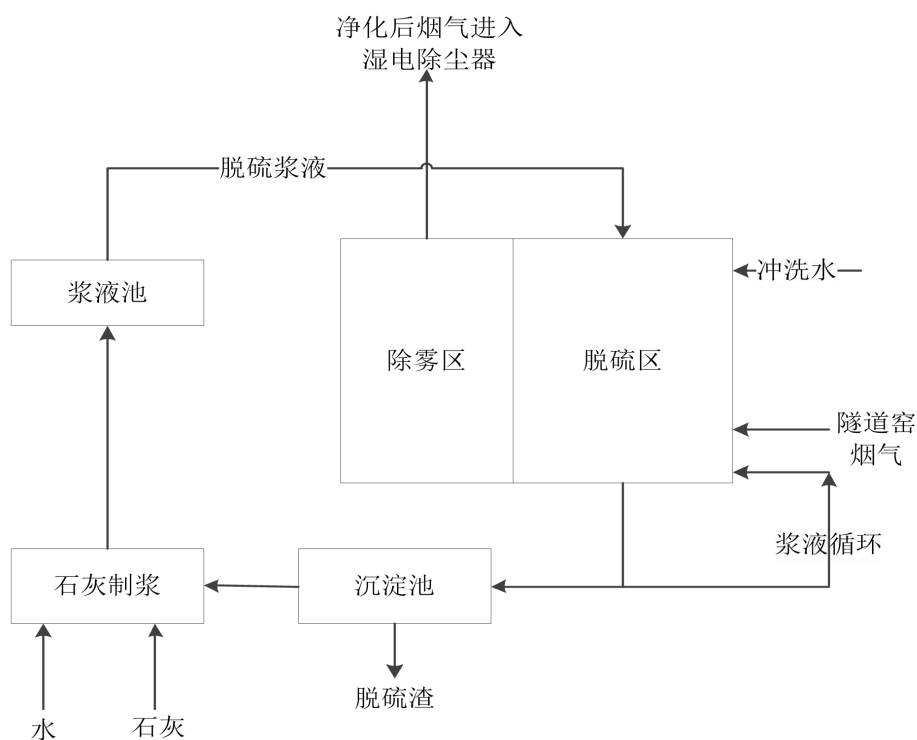 净化后烟气进入
湿电除尘器
脱硫浆液
浆液池
冲洗水
除雾区
脱硫区
隧道窑
烟气
浆液循环
石灰制浆
沉淀池
脱硫渣
水
石灰